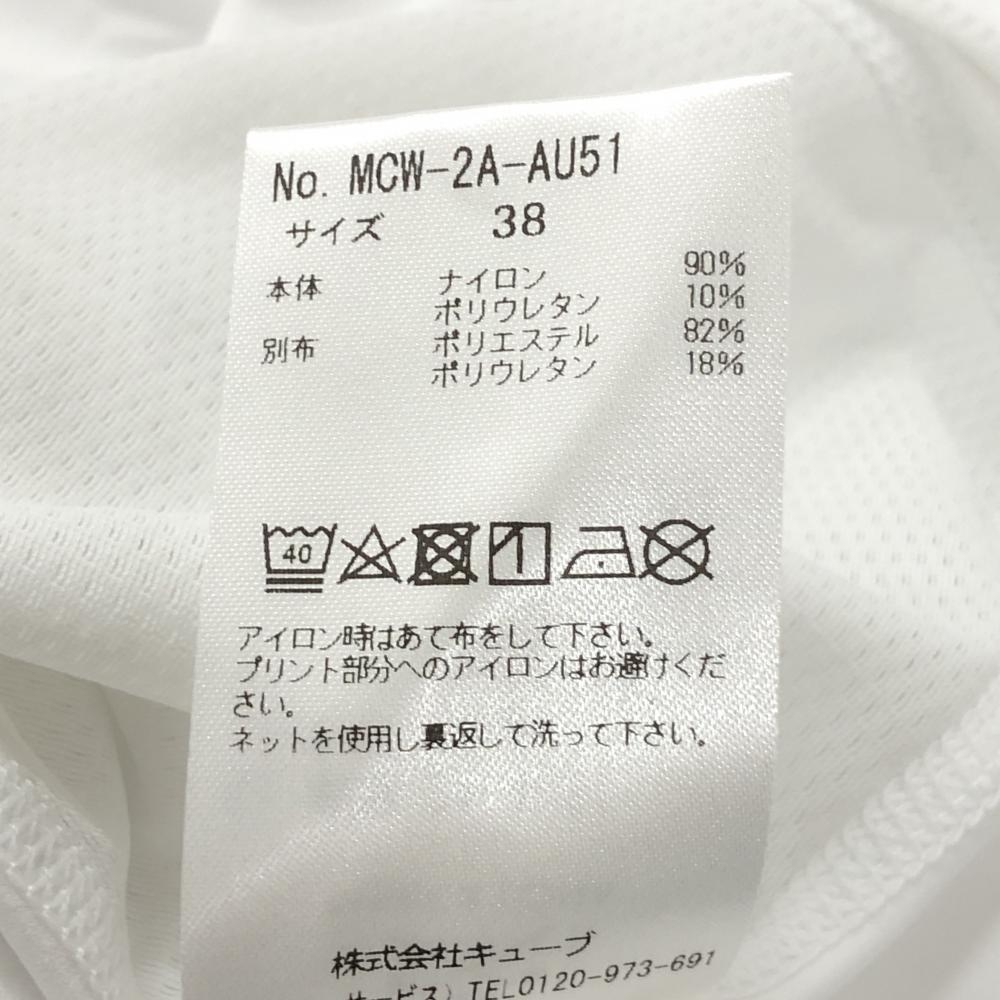 No. MCW-2A-AU51
サイズ 38
本体 ナイロン 90%
ポリウレタン 10%
別布 ポリエステル 82%
ポリウレタン 18%
40
アイロン時はあて布をして下さい。
プリント部分へのアイロンはお避けくだ
さい。
ネットを使用し裏返して洗って下さい。
株式会社キューブ
サービス) TEL0120-973-691